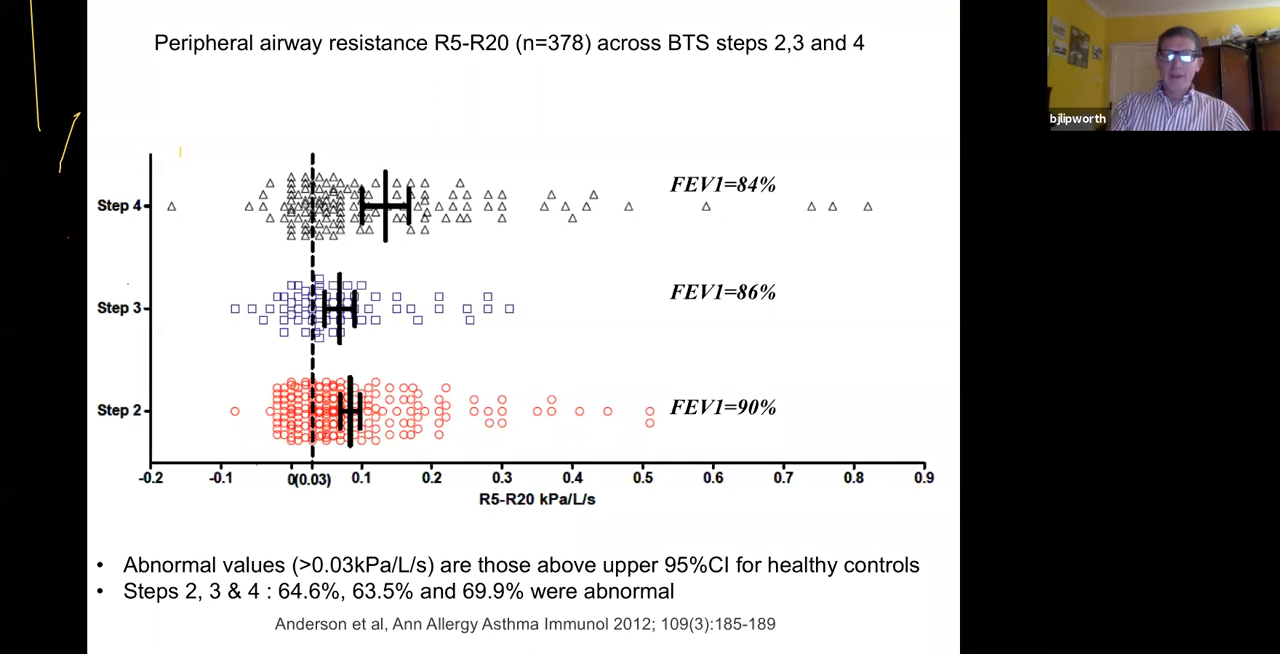 Peripheral airway resistance R5-R20 (n=378) across BTS steps 2,3 and 4
bjlipworth
Step 4
FEV1=84%
Step 3
FEV1=86%
Step 2
FEV1=90%
-0.2 -0.1 0(0.03) 0.1 0.2 0.3 0.4 0.5 0.6 0.7 0.8 0.9
R5-R20 kPa/L/s
• Abnormal values (>0.03kPa/L/s) are those above upper 95%CI for healthy controls
• Steps 2, 3 & 4 : 64.6%, 63.5% and 69.9% were abnormal
Anderson et al, Ann Allergy Asthma Immunol 2012; 109(3):185-189